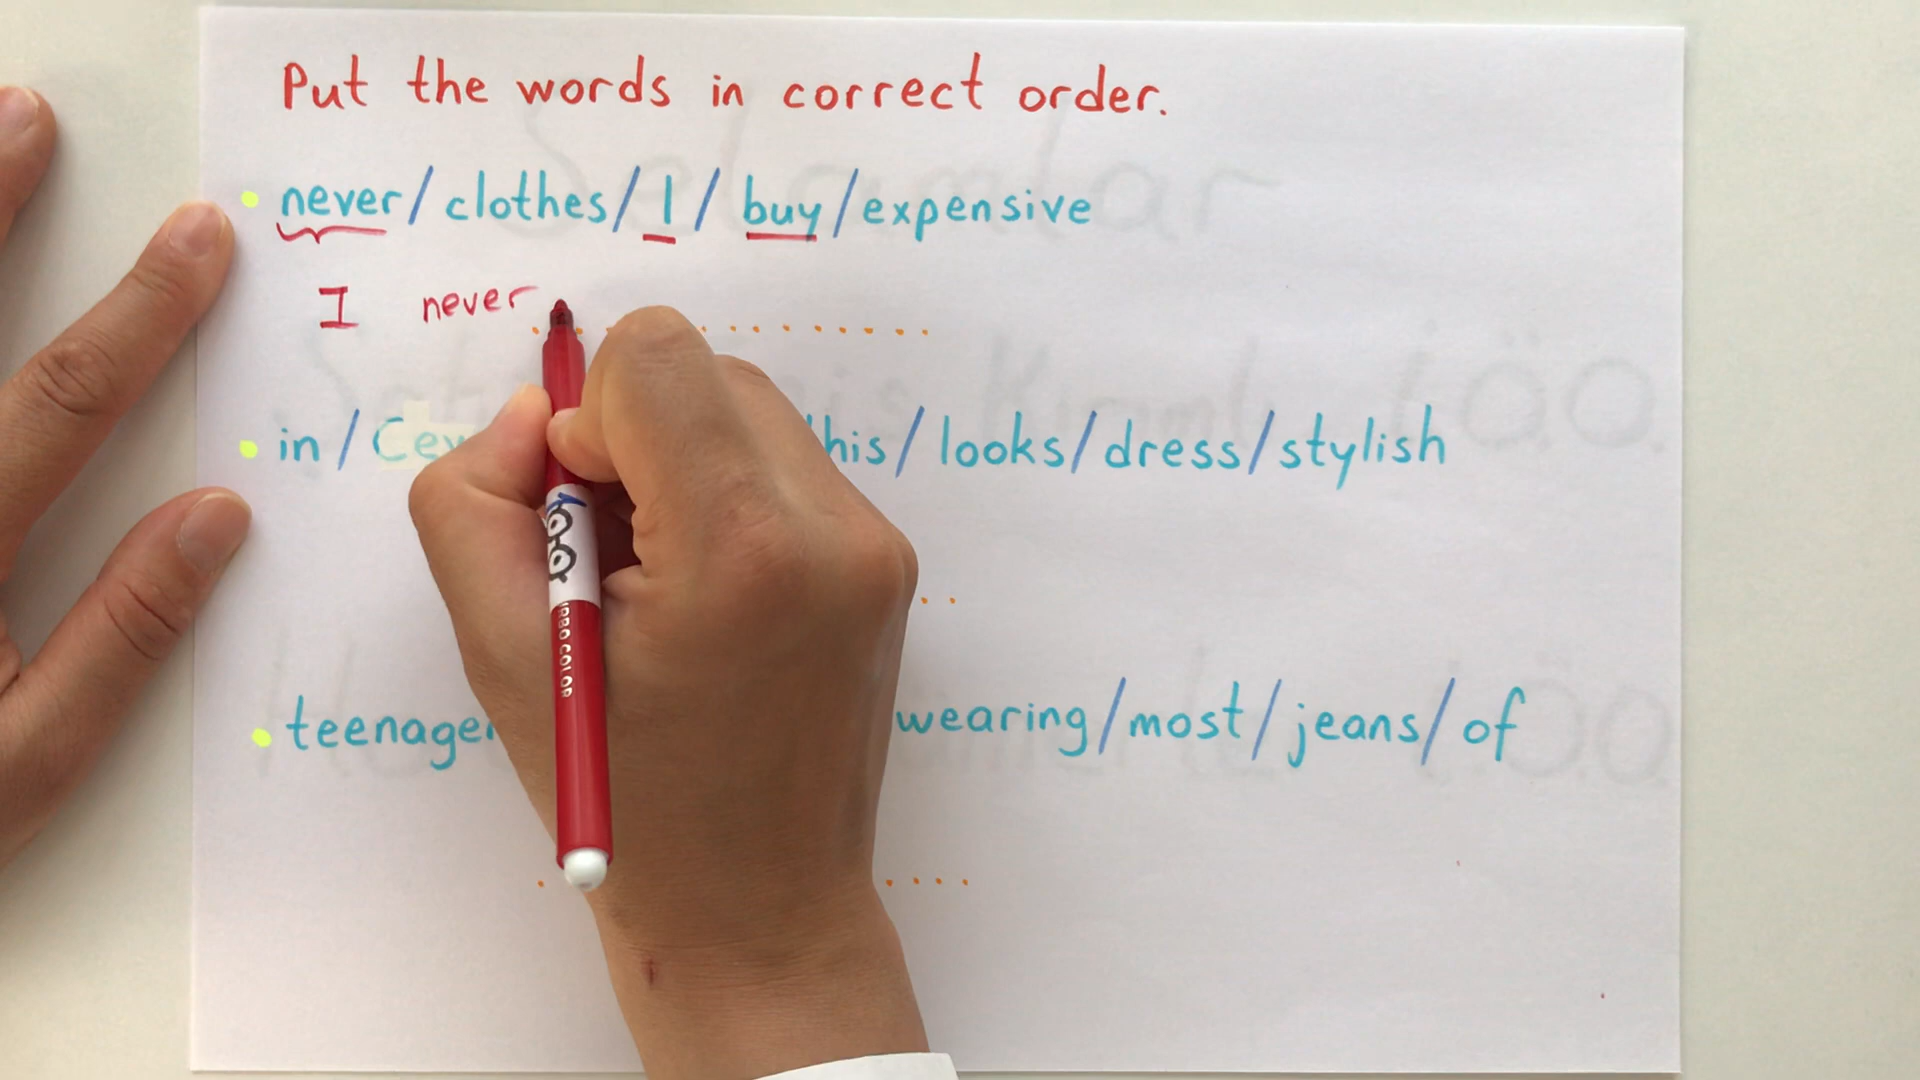 Put the words in correct order.
never/clothes/I/buy/expensive
I never
in/ this/looks/dress/stylish
wearing/most/jeans/of
Selamlar